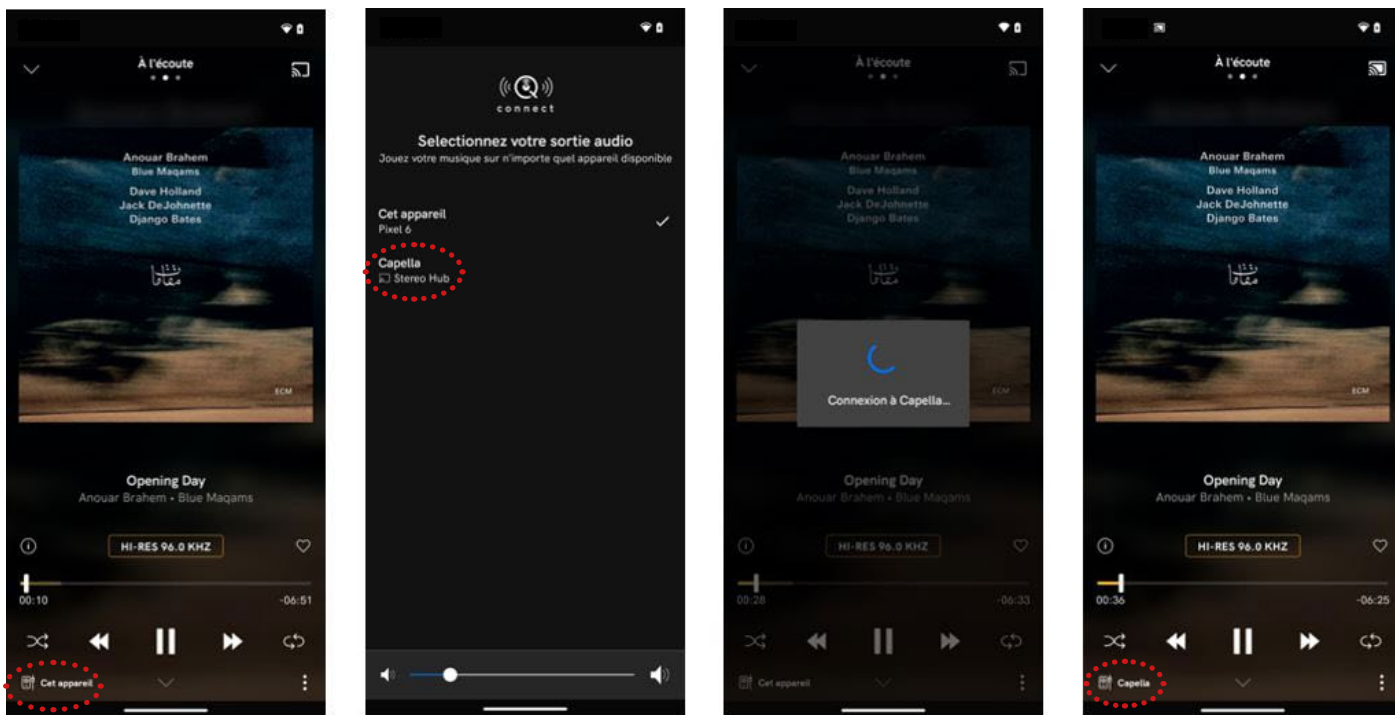 À l'écoute
Anouar Brahem
Blue Maqams
Dave Holland
Jack DeJohnette
Django Bates
ECM
Opening Day
Anouar Brahem • Blue Maqams
HI-RES 96.0 KHZ
00:10
-06:51
Cet appareil
connect
Selectionnez votre sortie audio
Jouez votre musique sur n'importe quel appareil disponible
Cet appareil
Pixel 6
Capella
Stereo Hub
À l'écoute
Anouar Brahem
Blue Maqams
Dave Holland
Jack DeJohnette
Django Bates
Connexion à Capella...
ECM
Opening Day
Anouar Brahem • Blue Maqams
HI-RES 96.0 KHZ
00:28
-06:33
Cet appareil
À l'écoute
Anouar Brahem
Blue Maqams
Dave Holland
Jack DeJohnette
Django Bates
ECM
Opening Day
Anouar Brahem • Blue Maqams
HI-RES 96.0 KHZ
00:36
-06:25
Capella